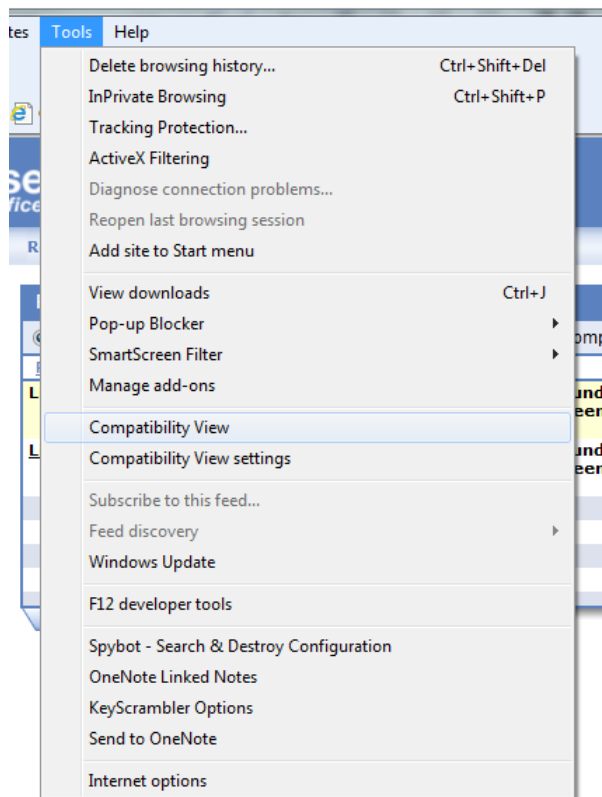 Tools Help
Delete browsing history... Ctrl+Shift+Del
InPrivate Browsing Ctrl+Shift+P
Tracking Protection...
ActiveX Filtering
Diagnose connection problems...
Reopen last browsing session
Add site to Start menu
View downloads Ctrl+J
Pop-up Blocker
SmartScreen Filter
Manage add-ons
Compatibility View
Compatibility View settings
Subscribe to this feed...
Feed discovery
Windows Update
F12 developer tools
Spybot - Search & Destroy Configuration
OneNote Linked Notes
KeyScrambler Options
Send to OneNote
Internet options